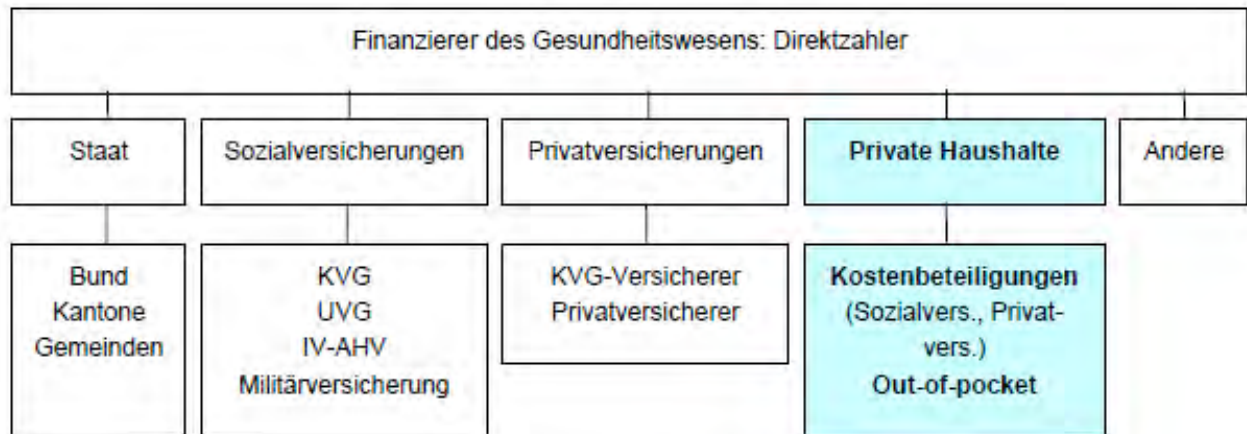 Finanzierer des Gesundheitswesens: Direktzahler
Staat
Sozialversicherungen
Privatversicherungen
Private Haushalte
Andere
Bund
Kantone
Gemeinden
KVG
UVG
IV-AHV
Militärversicherung
KVG-Versicherer
Privatversicherer
Kostenbeteiligungen
(Sozialvers., Privat-
vers.)
Out-of-pocket